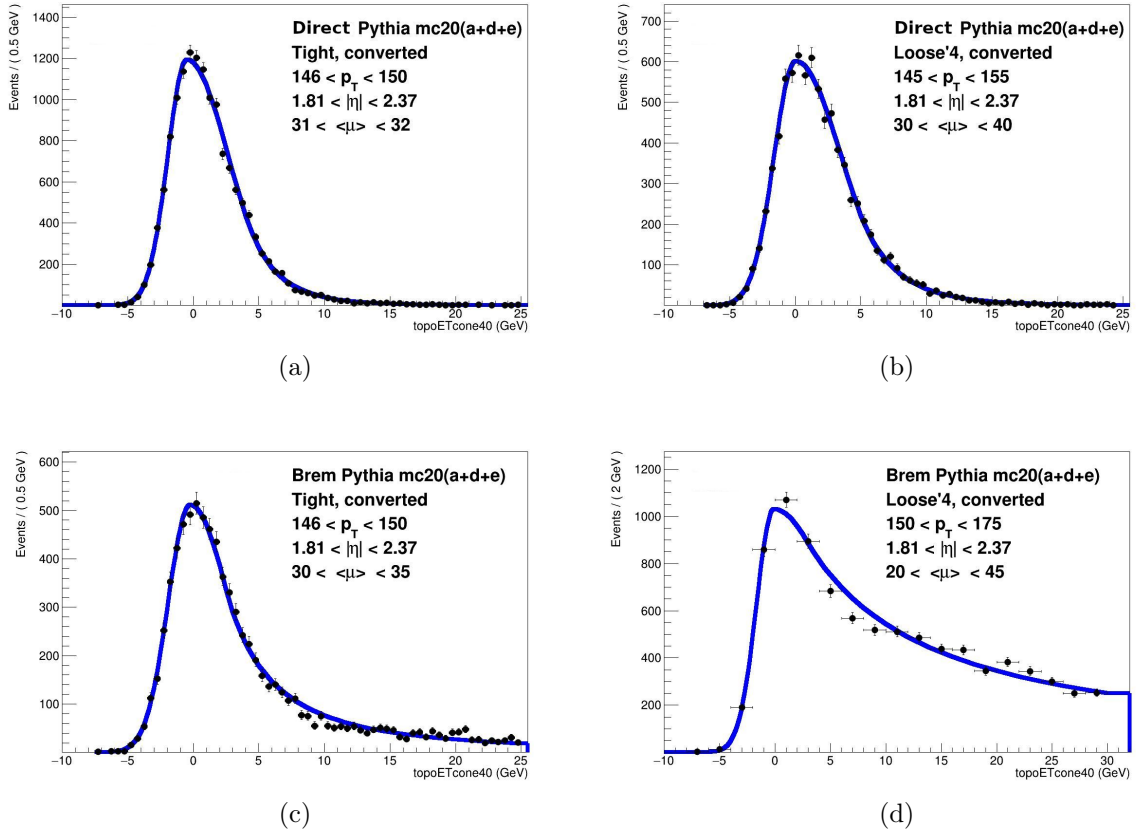 Events / ( 0.5 GeV )
1400
1200
1000
800
600
400
200
Direct Pythia mc20(a+d+e)
Tight, converted
146 < p_T < 150
1.81 < |η| < 2.37
31 < <μ> < 32
−10 −5 0 5 10 15 20 25
topoETcone40 (GeV)
(a)
Events / ( 0.5 GeV )
700
600
500
400
300
200
100
Direct Pythia mc20(a+d+e)
Loose'4, converted
145 < p_T < 155
1.81 < |η| < 2.37
30 < <μ> < 40
−10 −5 0 5 10 15 20 25
topoETcone40 (GeV)
(b)
Events / ( 0.5 GeV )
600
500
400
300
200
100
Brem Pythia mc20(a+d+e)
Tight, converted
146 < p_T < 150
1.81 < |η| < 2.37
30 < <μ> < 35
−10 −5 0 5 10 15 20 25
topoETcone40 (GeV)
(c)
Events / ( 2 GeV )
1200
1000
800
600
400
200
Brem Pythia mc20(a+d+e)
Loose'4, converted
150 < p_T < 175
1.81 < |η| < 2.37
20 < <μ> < 45
−10 −5 0 5 10 15 20 25 30
topoETcone40 (GeV)
(d)